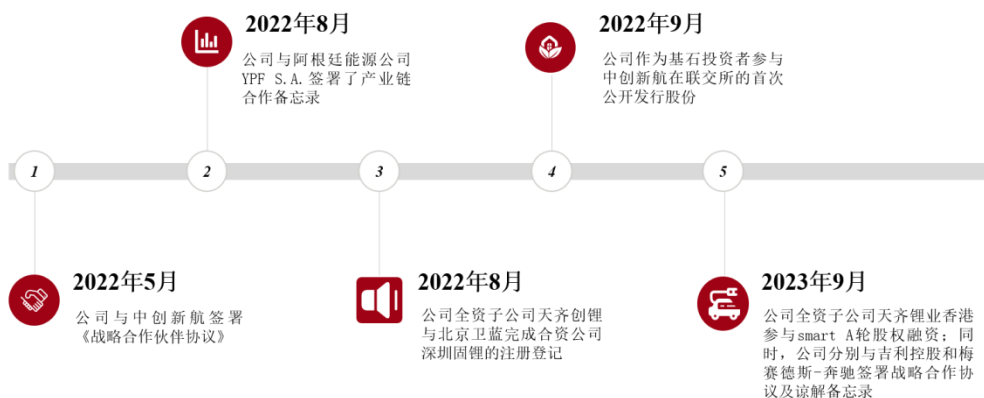 2022年8月
公司与阿根廷能源公司
YPF S.A.签署了产业链
合作备忘录
2022年9月
公司作为基石投资者参与
中创新航在联交所的首次
公开发行股份
1
2
3
4
5
2022年5月
公司与中创新航签署
《战略合作伙伴协议》
2022年8月
公司全资子公司天齐创锂
与北京卫蓝完成合资公司
深圳固锂的注册登记
2023年9月
公司全资子公司天齐锂业香港
参与smart A轮股权融资；同
时，公司分别与吉利控股和梅
赛德斯-奔驰签署战略合作协
议及谅解备忘录